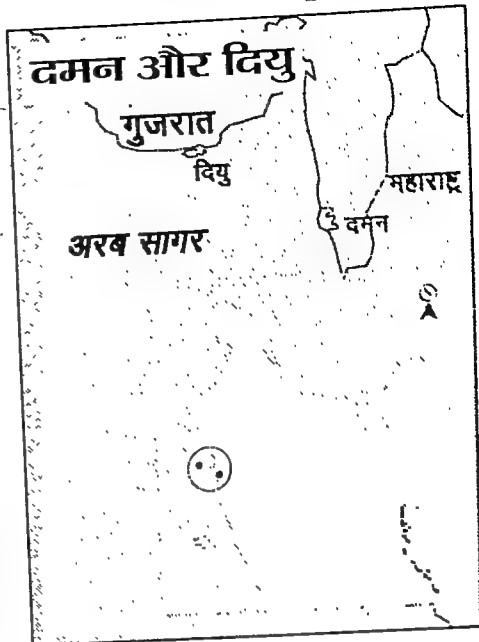 दमन और दियु
गुजरात
दियु
महाराष्ट्र
दमन
अरब सागर